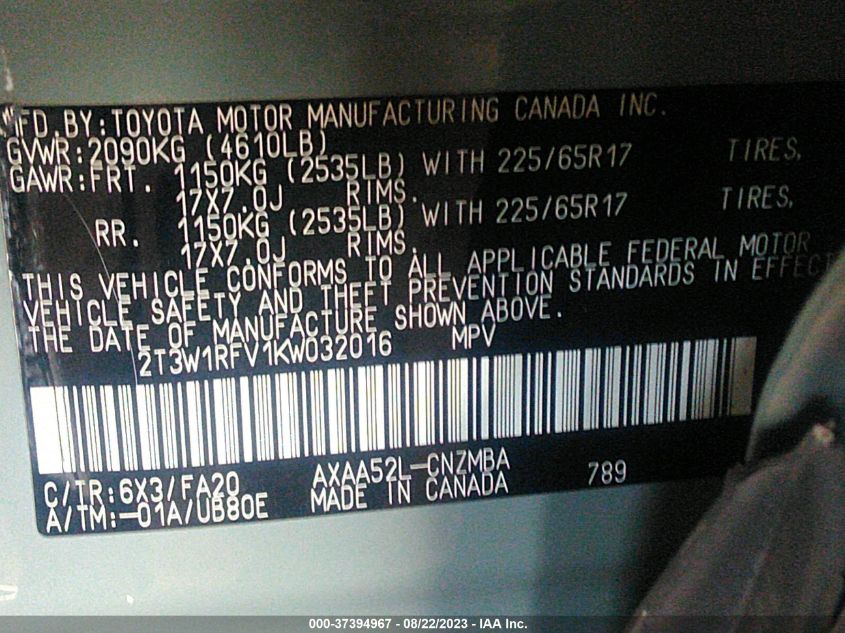 MFD.BY:TOYOTA MOTOR MANUFACTURING CANADA INC.
GVWR:2090KG (4610LB)
GAWR:FRT. 1150KG (2535LB) WITH 225/65R17 TIRES,
17X7.0J RIMS.
RR. 1150KG (2535LB) WITH 225/65R17 TIRES,
17X7.0J RIMS.
THIS VEHICLE CONFORMS TO ALL APPLICABLE FEDERAL MOTOR
VEHICLE SAFETY AND THEFT PREVENTION STANDARDS IN EFFECT
THE DATE OF MANUFACTURE SHOWN ABOVE.
2T3W1RFV1KW032016 MPV
C/TR:6X3/FA20 AXAA52L-CNZMBA 789
A/TM:-01A/UB80E MADE IN CANADA
000-37394967 - 08/22/2023 - IAA Inc.